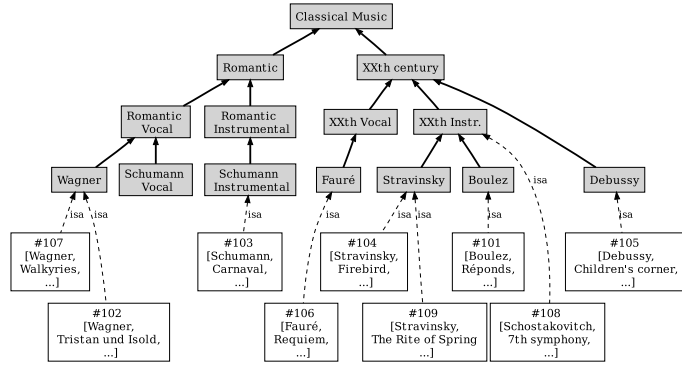 Classical Music
Romantic
XXth century
Romantic
Vocal
Romantic
Instrumental
XXth Vocal
XXth Instr.
Wagner
Schumann
Vocal
Schumann
Instrumental
Fauré
Stravinsky
Boulez
Debussy
isa
isa
isa
isa
isa
isa
isa
isa
isa
#107
[Wagner,
Walkyries,
...]
#103
[Schumann,
Carnaval,
...]
#104
[Stravinsky,
Firebird,
...]
#101
[Boulez,
Réponds,
...]
#105
[Debussy,
Children's corner,
...]
#102
[Wagner,
Tristan und Isold,
...]
#106
[Fauré,
Requiem,
...]
#109
[Stravinsky,
The Rite of Spring
...]
#108
[Schostakovitch,
7th symphony,
...]